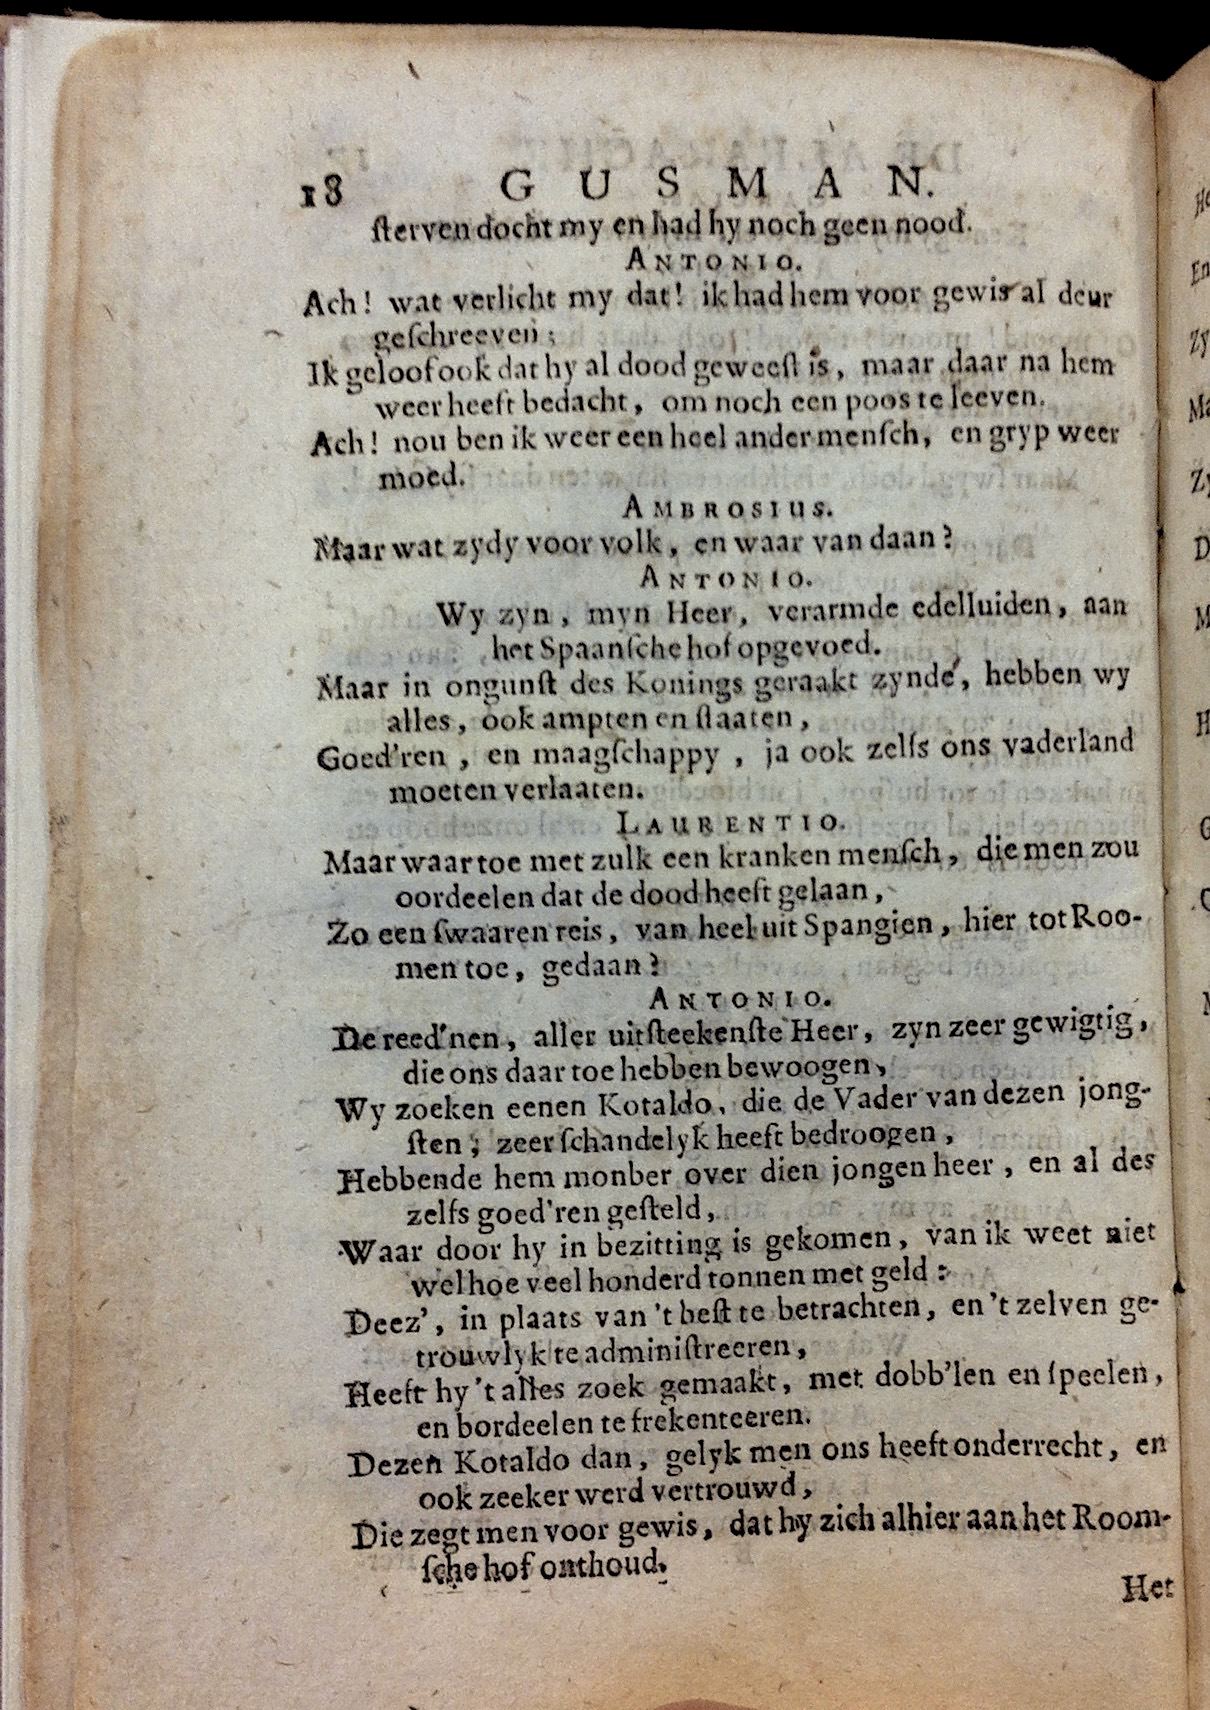 18 GUSMAN.
sterven docht my en had hy noch geen nood.
ANTONIO.
Ach! wat verlicht my dat! ik had hem voor gewis al deur
geschreeven;
Ik geloof ook dat hy al dood geweest is, maar daar na hem
weer heeft bedacht, om noch een poos te leeven.
Ach! nou ben ik weer een heel ander mensch, en gryp weer
moed.
AMBROSIUS.
Maar wat zydy voor volk, en waar van daan?
ANTONIO.
Wy zyn, myn Heer, verarmde edelluiden, aan
het Spaansche hof opgevoed.
Maar in ongunst des Konings geraakt zynde, hebben wy
alles, ook ampten en staaten,
Goed'ren, en maagschappy, ja ook zelfs ons vaderland
moeten verlaaten.
LAURENTIO.
Maar waar toe met zulk een kranken mensch, die men zou
oordeelen dat de dood heeft gelaan,
Zo een swaaren reis, van heel uit Spangien, hier tot Roo-
men toe, gedaan?
ANTONIO.
De reed'nen, aller uitsteekenste Heer, zyn zeer gewigtig,
die ons daar toe hebben bewoogen,
Wy zoeken eenen Kotaldo, die de Vader van dezen jong-
sten; zeer schandelyk heeft bedroogen,
Hebbende hem monber over dien jongen heer, en al des
zelfs goed'ren gesteld,
Waar door hy in bezitting is gekomen, van ik weet niet
wel hoe veel honderd tonnen met geld:
Deez', in plaats van 't best te betrachten, en 't zelven ge-
trouwlyk te administreeren,
Heeft hy 't alles zoek gemaakt, met dobb'len en speelen,
en bordeelen te frekenteeren.
Dezen Kotaldo dan, gelyk men ons heeft onderrecht, en
ook zeeker werd vertrouwd,
Die zegt men voor gewis, dat hy zich alhier aan het Room-
sche hof onthoud.
Het